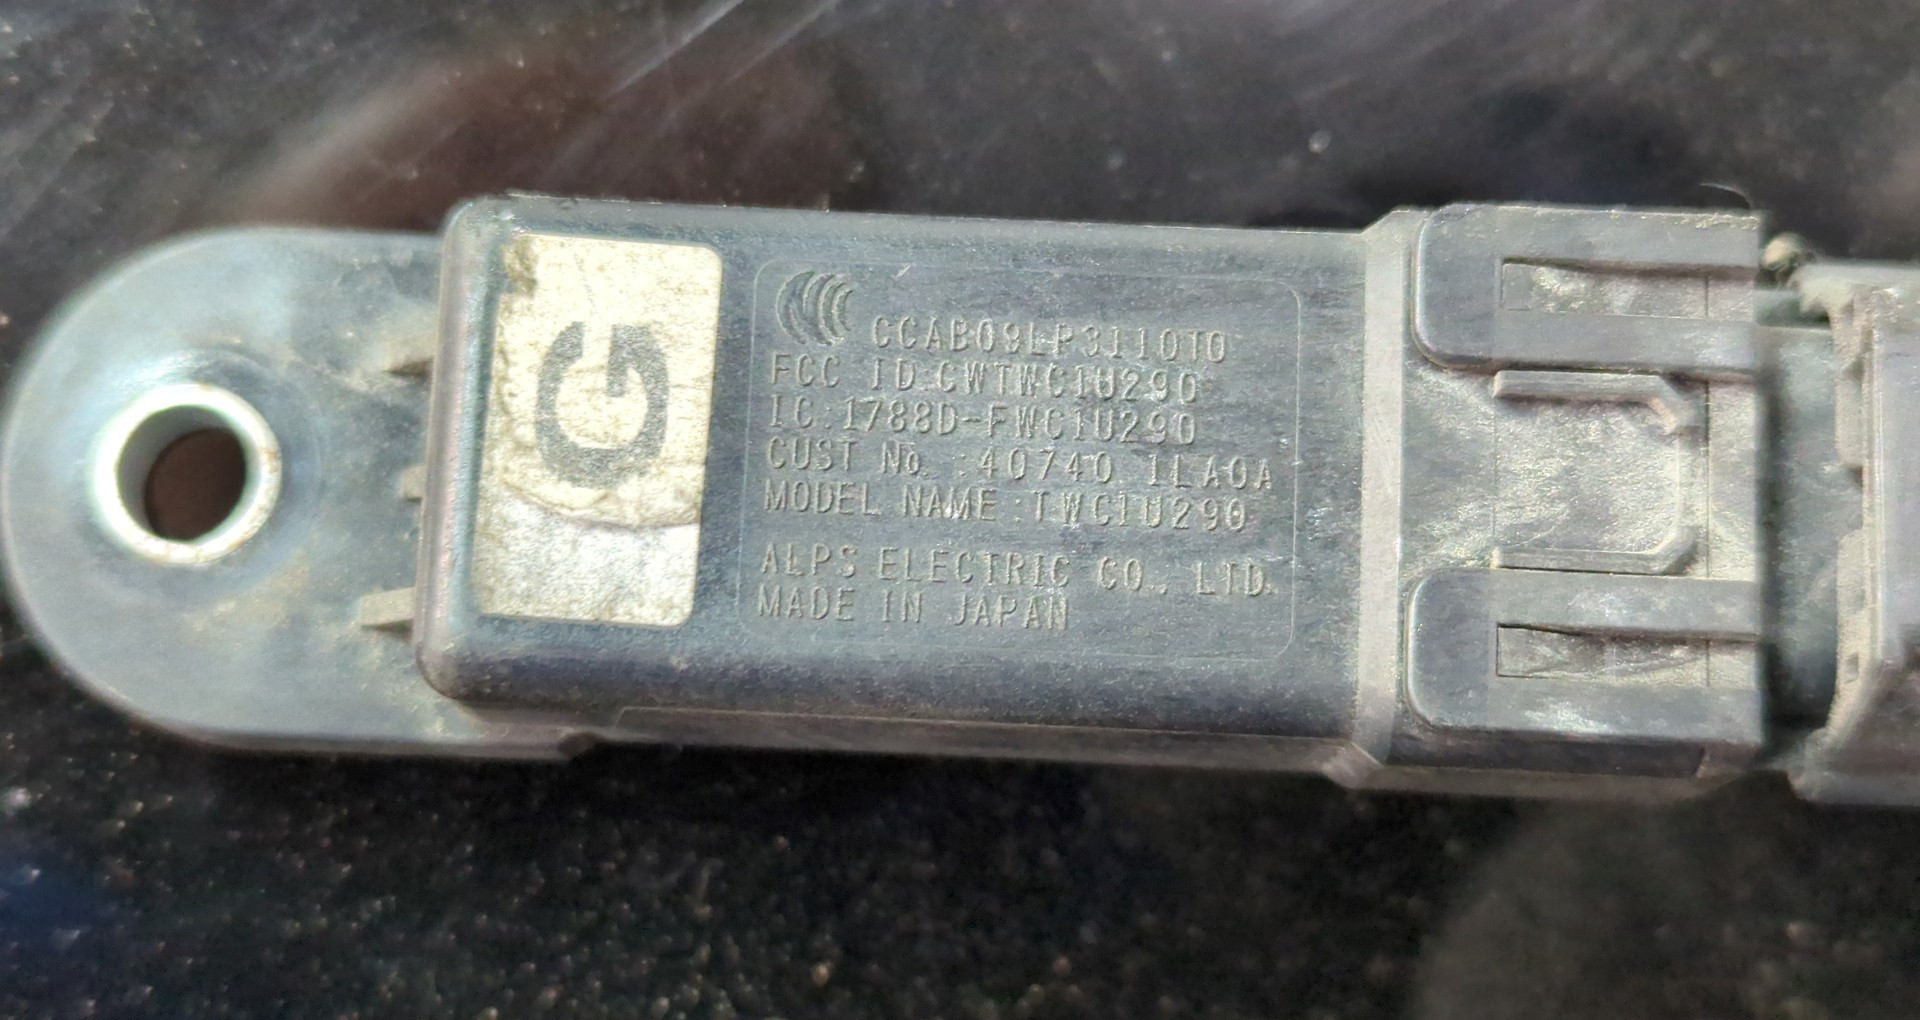 G
CCAB09LP3110T0
FCC ID:CWTWC1U290
IC:1788D-FWC1U290
CUST No. :40740 1LA0A
MODEL NAME:TWC1U290
ALPS ELECTRIC CO., LTD.
MADE IN JAPAN